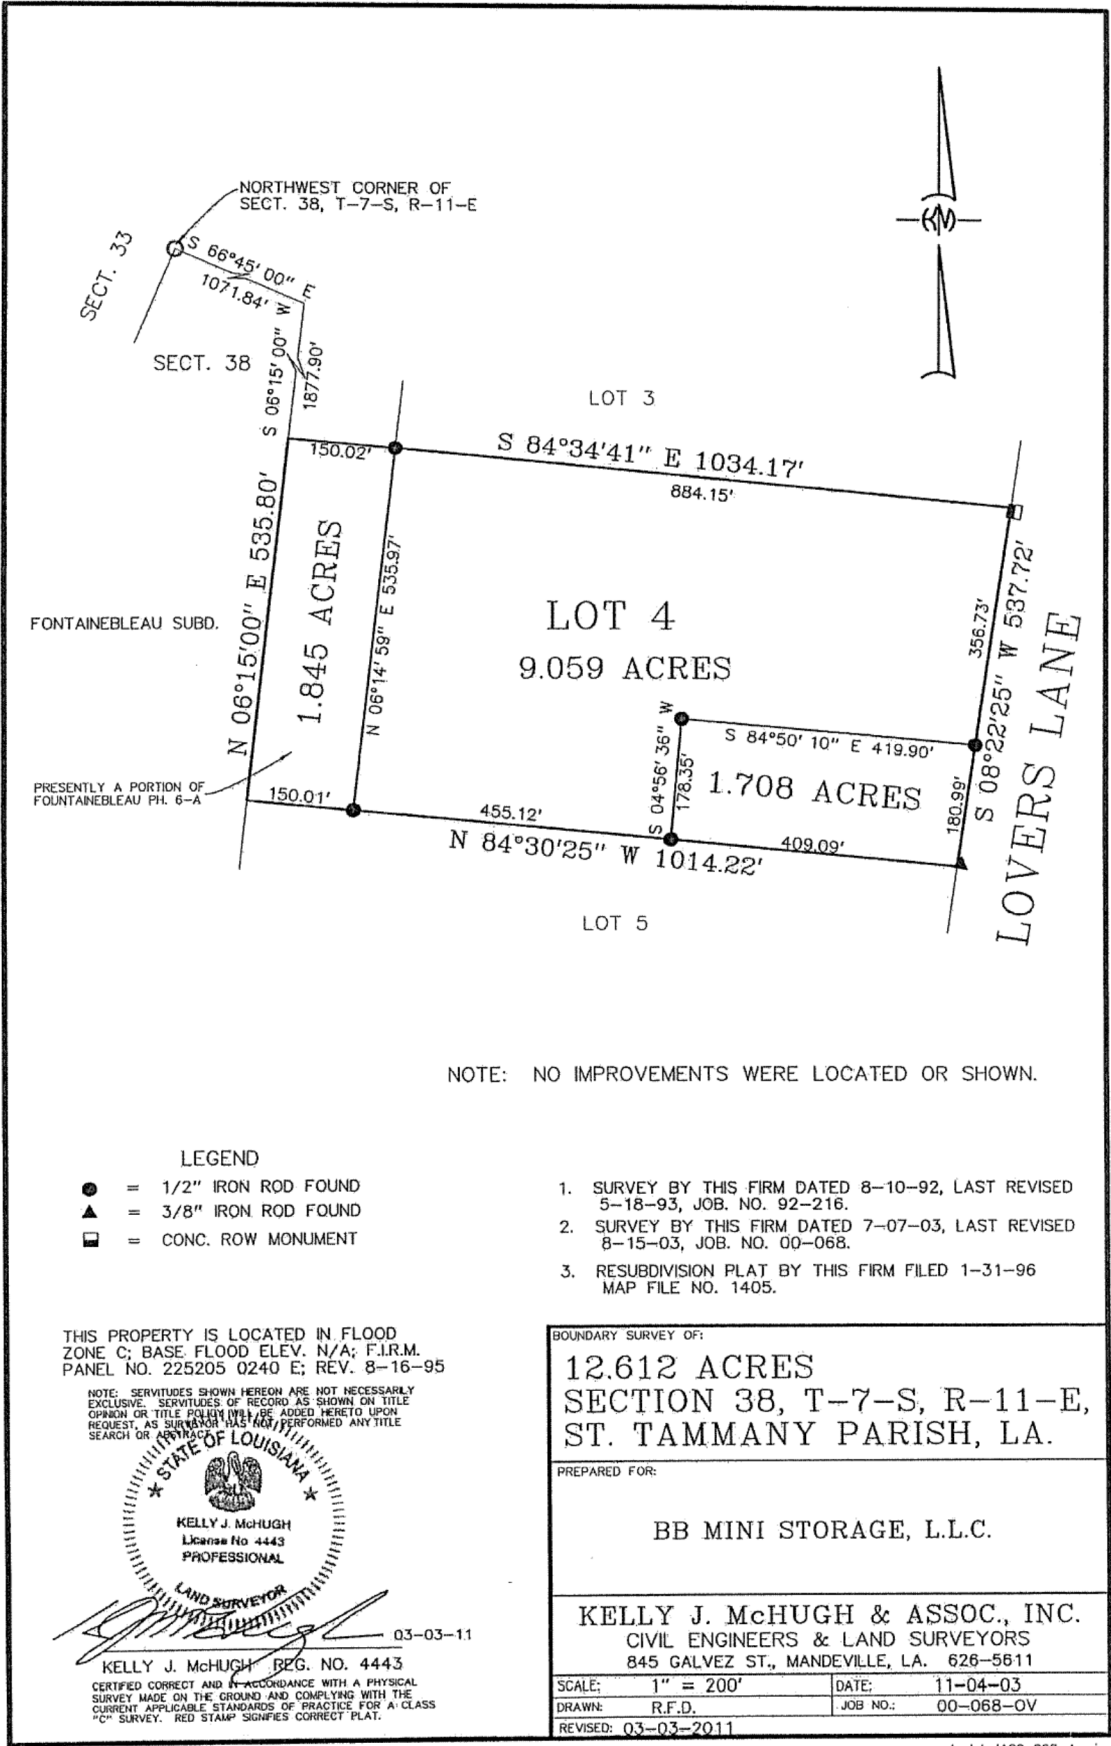 NORTHWEST CORNER OF
SECT. 38, T-7-S, R-11-E
SECT. 33
S 66°45'00" E
1071.84'
SECT. 38
S 06°15'00" W
1877.90'
LOT 3
150.02'
S 84°34'41" E 1034.17'
884.15'
N 06°15'00" E 535.80'
1.845 ACRES
N 06°14'59" E 535.97'
FONTAINEBLEAU SUBD.
LOT 4
9.059 ACRES
356.73'
S 08°22'25" W 537.72'
LOVERS LANE
S 04°56'36" W
178.35'
S 84°50'10" E 419.90'
1.708 ACRES
180.99'
PRESENTLY A PORTION OF
FOUNTAINEBLEAU PH. 6-A
150.01'
455.12'
409.09'
N 84°30'25" W 1014.22'
LOT 5
KM
NOTE: NO IMPROVEMENTS WERE LOCATED OR SHOWN.
LEGEND
= 1/2" IRON ROD FOUND
= 3/8" IRON ROD FOUND
= CONC. ROW MONUMENT
1. SURVEY BY THIS FIRM DATED 8-10-92, LAST REVISED
5-18-93, JOB. NO. 92-216.
2. SURVEY BY THIS FIRM DATED 7-07-03, LAST REVISED
8-15-03, JOB. NO. 00-068.
3. RESUBDIVISION PLAT BY THIS FIRM FILED 1-31-96
MAP FILE NO. 1405.
THIS PROPERTY IS LOCATED IN FLOOD
ZONE C; BASE FLOOD ELEV. N/A; F.I.R.M.
PANEL NO. 225205 0240 E; REV. 8-16-95
NOTE: SERVITUDES SHOWN HEREON ARE NOT NECESSARILY
EXCLUSIVE. SERVITUDES OF RECORD AS SHOWN ON TITLE
OPINION OR TITLE POLICY WILL BE ADDED HERETO UPON
REQUEST, AS SURVEYOR HAS NOT PERFORMED ANY TITLE
SEARCH OR ABSTRACT
STATE OF LOUISIANA
KELLY J. McHUGH
License No 4443
PROFESSIONAL
LAND SURVEYOR
03-03-11
KELLY J. McHUGH REG. NO. 4443
CERTIFIED CORRECT AND IN ACCORDANCE WITH A PHYSICAL
SURVEY MADE ON THE GROUND AND COMPLYING WITH THE
CURRENT APPLICABLE STANDARDS OF PRACTICE FOR A CLASS
"C" SURVEY. RED STAMP SIGNIFIES CORRECT PLAT.
BOUNDARY SURVEY OF:
12.612 ACRES
SECTION 38, T-7-S, R-11-E,
ST. TAMMANY PARISH, LA.
PREPARED FOR:
BB MINI STORAGE, L.L.C.
KELLY J. McHUGH & ASSOC., INC.
CIVIL ENGINEERS & LAND SURVEYORS
845 GALVEZ ST., MANDEVILLE, LA. 626-5611
SCALE: 1" = 200' DATE: 11-04-03
DRAWN: R.F.D. JOB NO.: 00-068-OV
REVISED: 03-03-2011